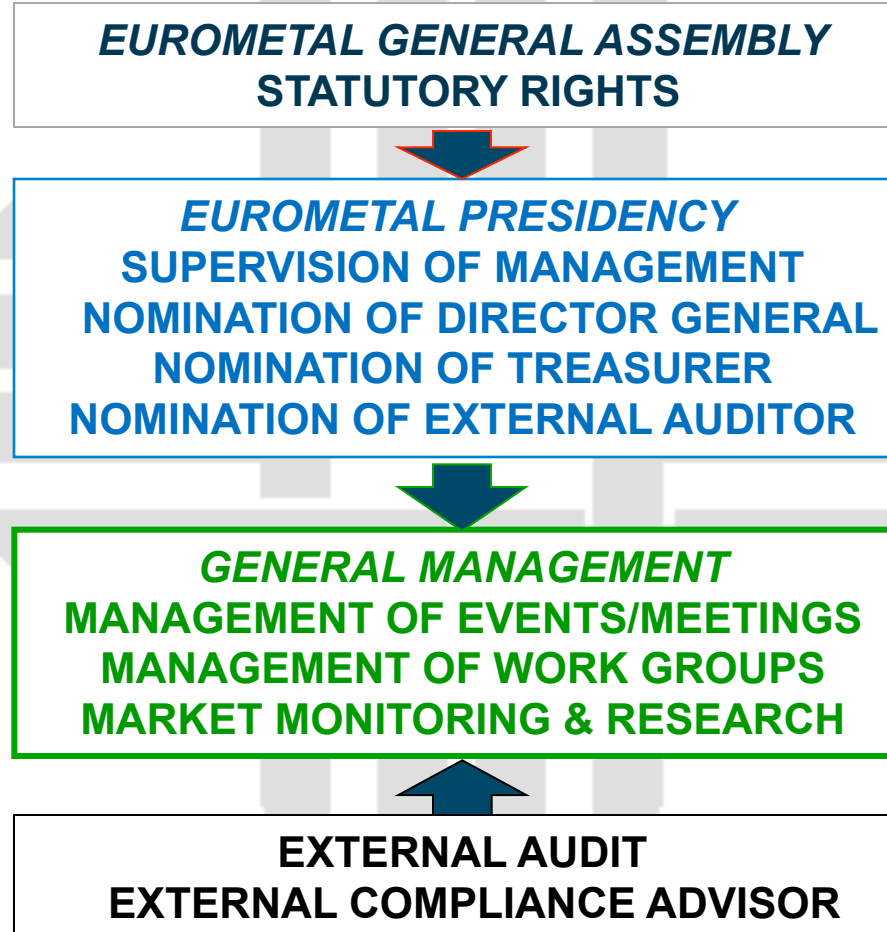 EUROMETAL GENERAL ASSEMBLY
STATUTORY RIGHTS
EUROMETAL PRESIDENCY
SUPERVISION OF MANAGEMENT
NOMINATION OF DIRECTOR GENERAL
NOMINATION OF TREASURER
NOMINATION OF EXTERNAL AUDITOR
GENERAL MANAGEMENT
MANAGEMENT OF EVENTS/MEETINGS
MANAGEMENT OF WORK GROUPS
MARKET MONITORING & RESEARCH
EXTERNAL AUDIT
EXTERNAL COMPLIANCE ADVISOR